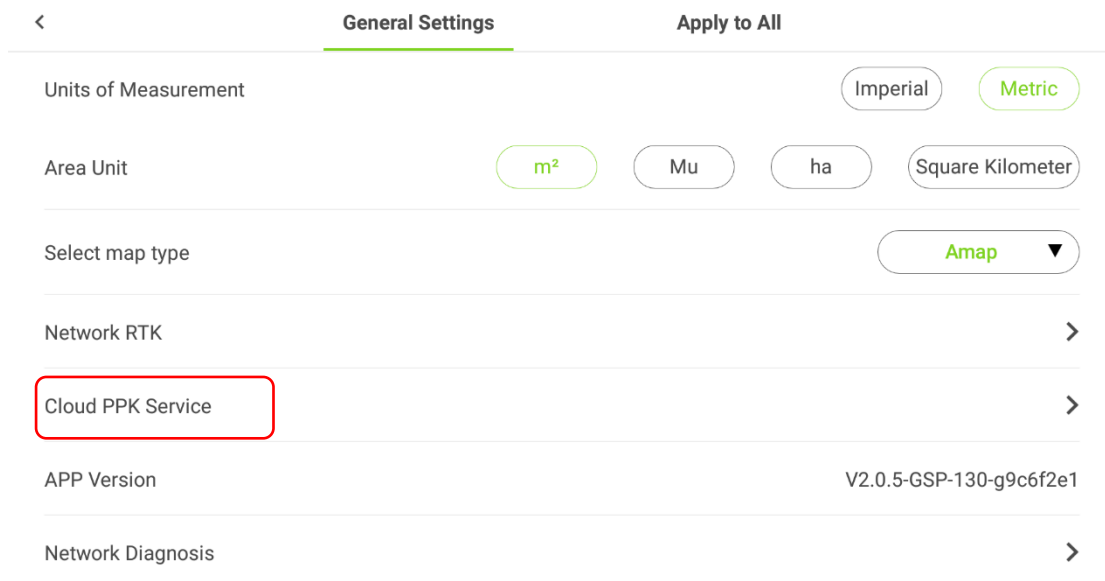 General Settings Apply to All
Units of Measurement Imperial Metric
Area Unit m² Mu ha Square Kilometer
Select map type Amap
Network RTK
Cloud PPK Service
APP Version V2.0.5-GSP-130-g9c6f2e1
Network Diagnosis